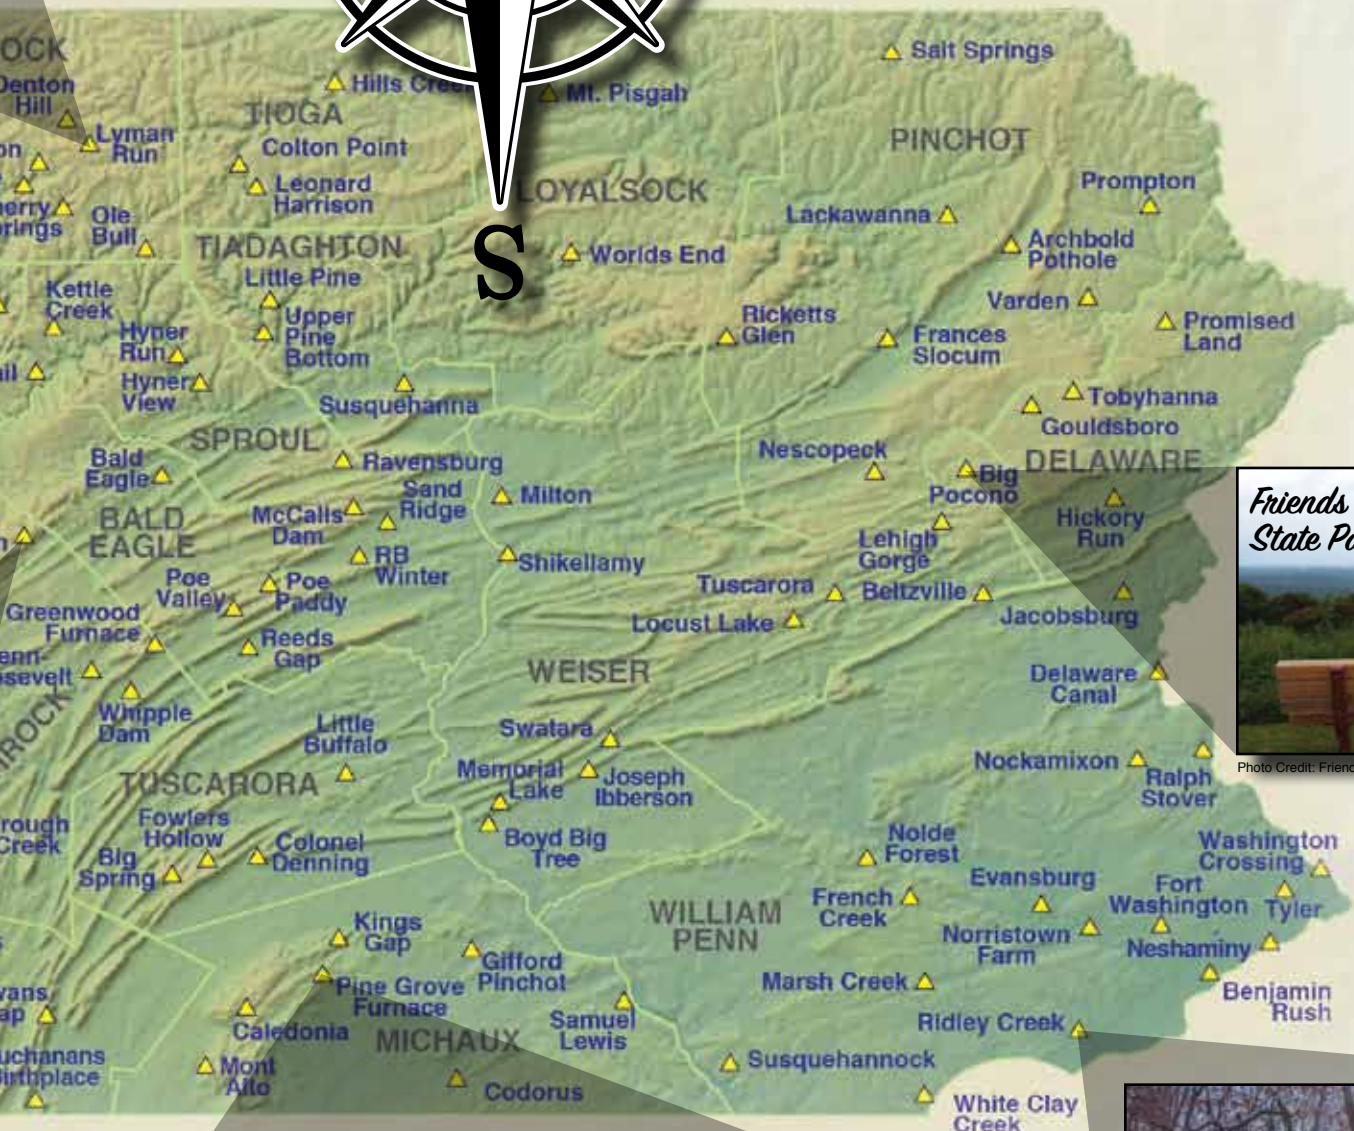 OCK
Denton
Hill
Lyman
Run
Hills Creek
TIOGA
Colton Point
Leonard
Harrison
Mt. Pisgah
Salt Springs
PINCHOT
Prompton
LOYALSOCK
Lackawanna
Archbald
Pothole
Varden
Promised
Land
Ole
Bull
TIADAGHTON
S
Worlds End
Little Pine
Kettle
Creek
Upper
Pine
Bottom
Hyner
Run
Hyner
View
Ricketts
Glen
Frances
Slocum
Susquehanna
Tobyhanna
Gouldsboro
SPROUL
Ravensburg
Bald
Eagle
Sand
Ridge
Milton
Nescopeck
Big
Pocono
DELAWARE
McCalls
Dam
BALD
EAGLE
Lehigh
Gorge
Hickory
Run
Friends
RB
Winter
Shikellamy
Poe
Valley
Poe
Paddy
Tuscarora
Beltzville
Jacobsburg
Greenwood
Furnace
Locust Lake
Reeds
Gap
WEISER
Delaware
Canal
Whipple
Dam
Little
Buffalo
Swatara
Nockamixon
Ralph
Stover
TUSCARORA
Memorial
Lake
Joseph
Ibberson
Photo Credit: Friend
Fowlers
Hollow
Colonel
Denning
Boyd Big
Tree
Big
Spring
Nolde
Forest
Washington
Crossing
Evansburg
Fort
Washington
Tyler
French
Creek
WILLIAM
PENN
Norristown
Farm
Neshaminy
Kings
Gap
Gifford
Pinchot
Marsh Creek
Benjamin
Rush
Pine Grove
Furnace
Caledonia
MICHAUX
Samuel
Lewis
Ridley Creek
Mont
Alto
Susquehannock
Codorus
White Clay
Creek